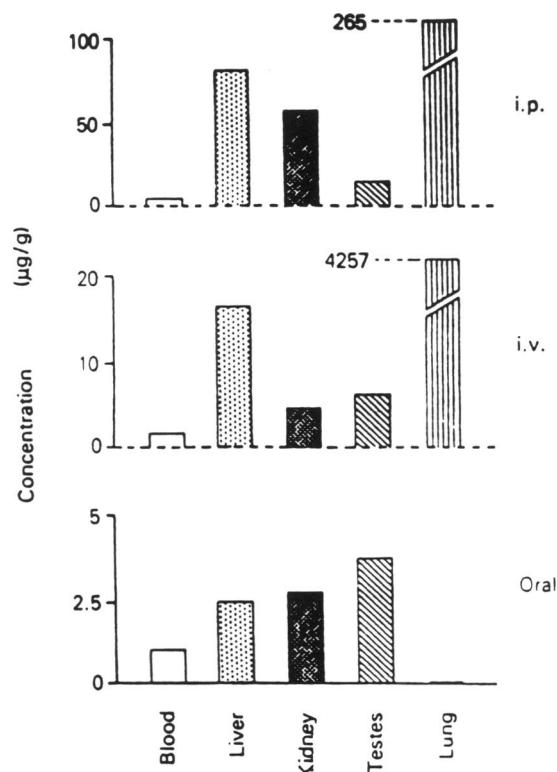 265
100
i.p.
50
0
4257
20
i.v.
10
0
Concentration (µg/g)
5
Oral
2.5
0
Blood
Liver
Kidney
Testes
Lung